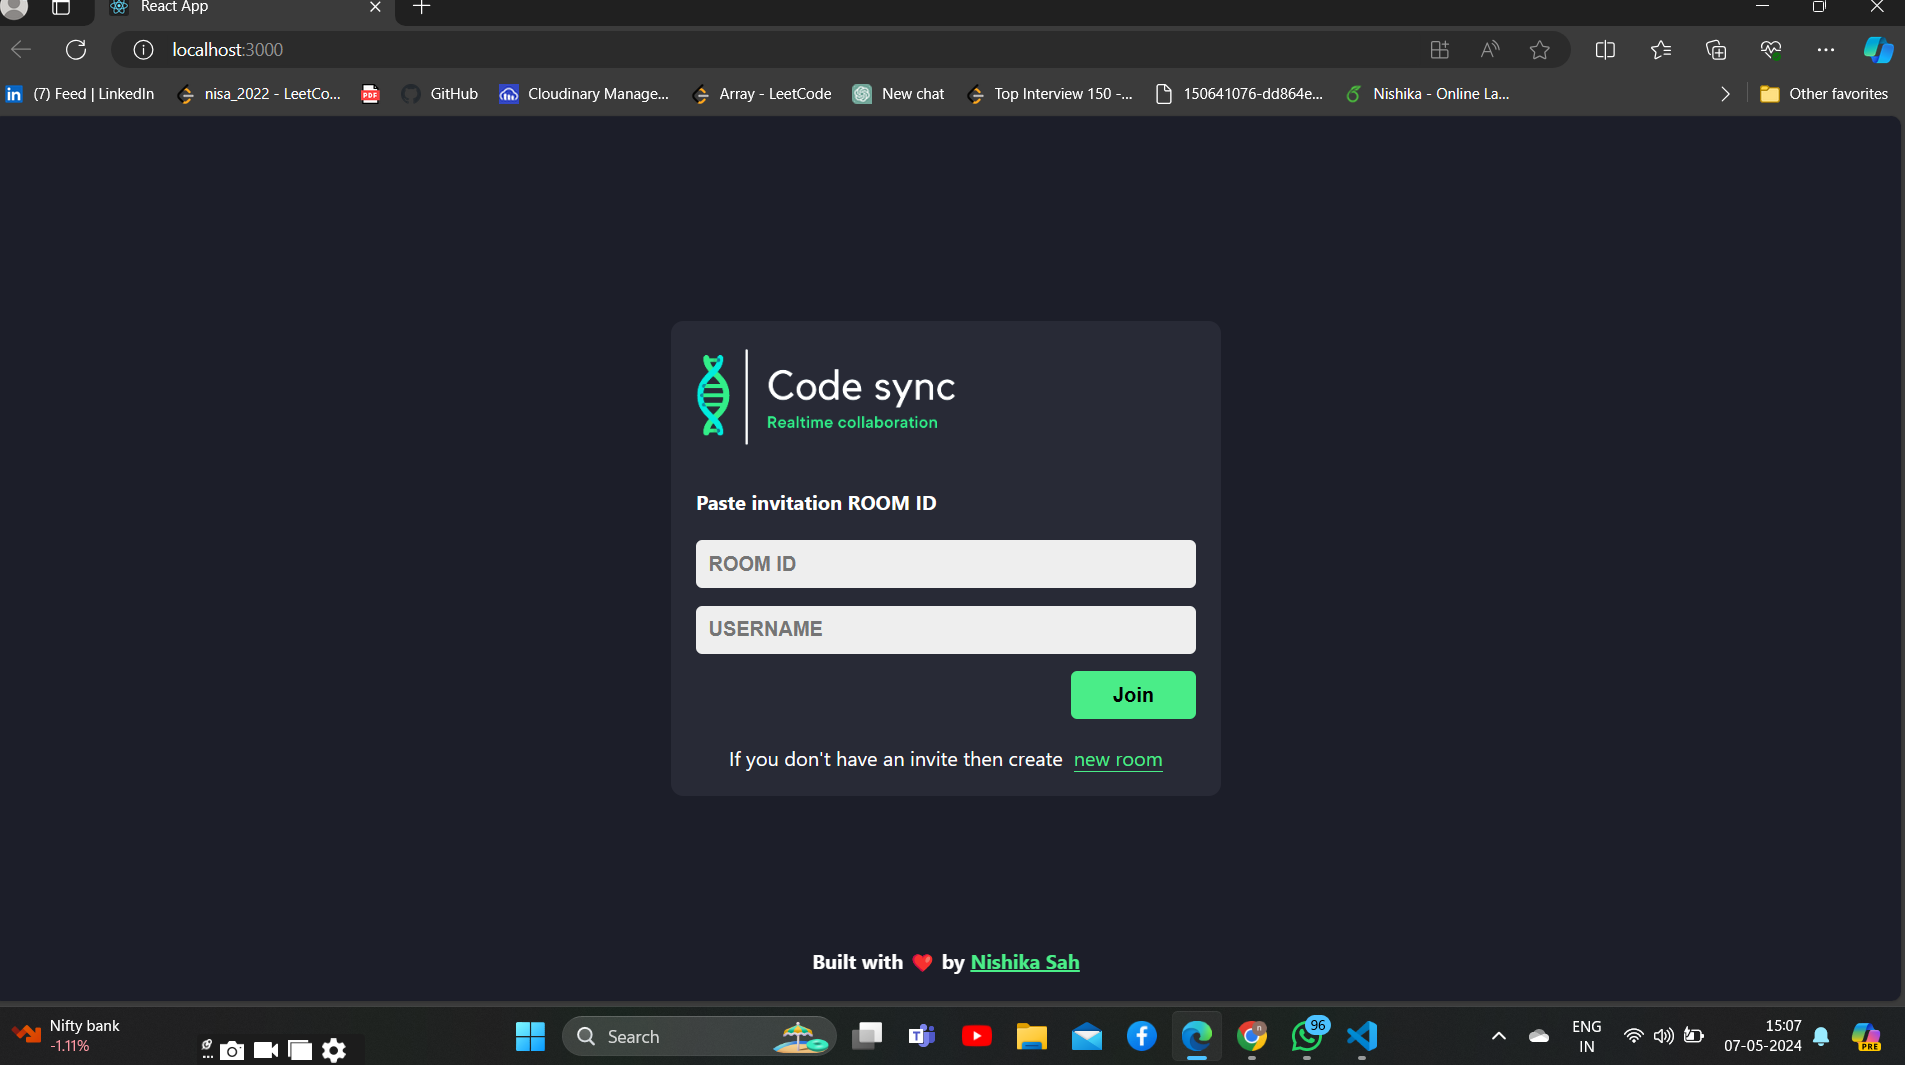 React App
localhost:3000
(7) Feed | LinkedIn
nisa_2022 - LeetCo...
PDF
GitHub
Cloudinary Manage...
Array - LeetCode
New chat
Top Interview 150 -...
150641076-dd864e...
Nishika - Online La...
Other favorites
Code sync
Realtime collaboration
Paste invitation ROOM ID
ROOM ID
USERNAME
Join
If you don't have an invite then create new room
Built with ❤️ by Nishika Sah
Nifty bank
-1.11%
Search
96
ENG
IN
15:07
07-05-2024
PRE